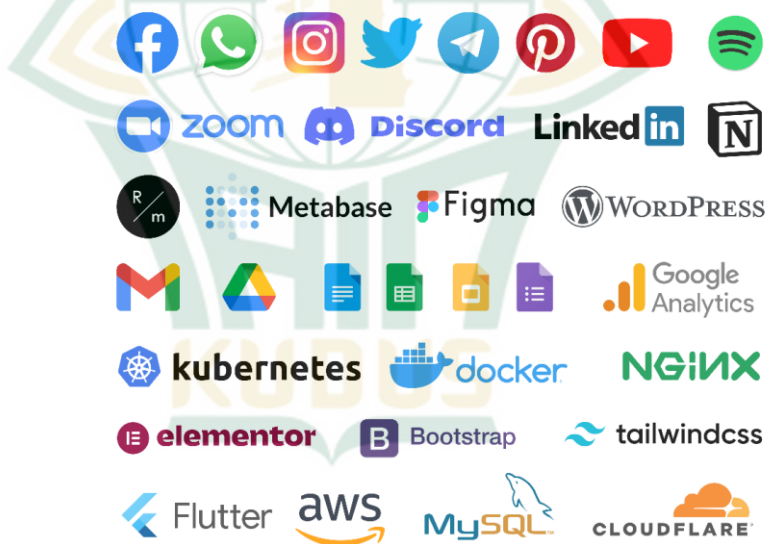 zoom Discord Linked in N
R/m Metabase Figma WordPress
Google
Analytics
kubernetes docker NGINX
KUDUS
elementor B Bootstrap tailwindcss
Flutter aws MySQL CLOUDFLARE